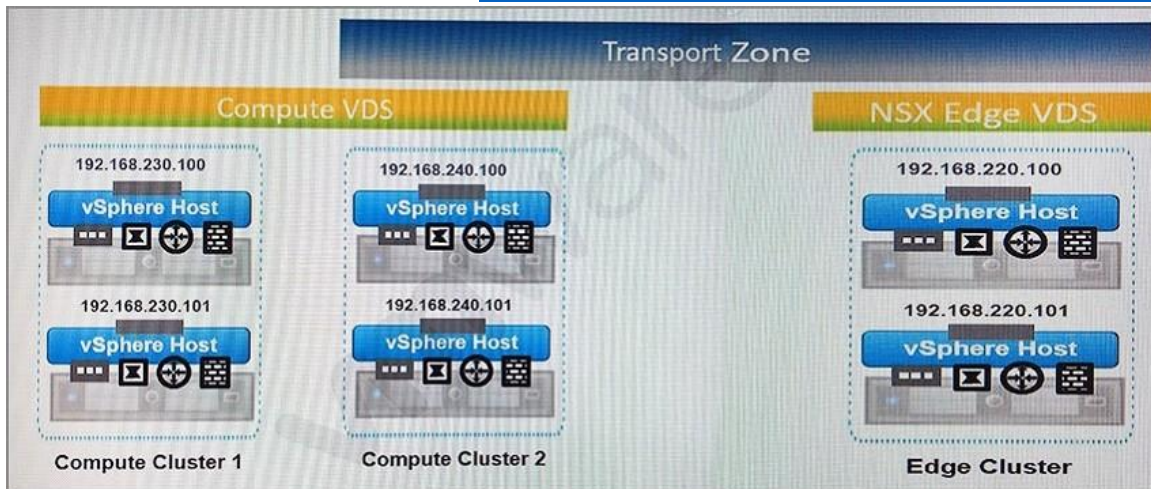 Transport Zone
Compute VDS
NSX Edge VDS
192.168.230.100
vSphere Host
192.168.230.101
vSphere Host
Compute Cluster 1
192.168.240.100
vSphere Host
192.168.240.101
vSphere Host
Compute Cluster 2
192.168.220.100
vSphere Host
192.168.220.101
vSphere Host
Edge Cluster